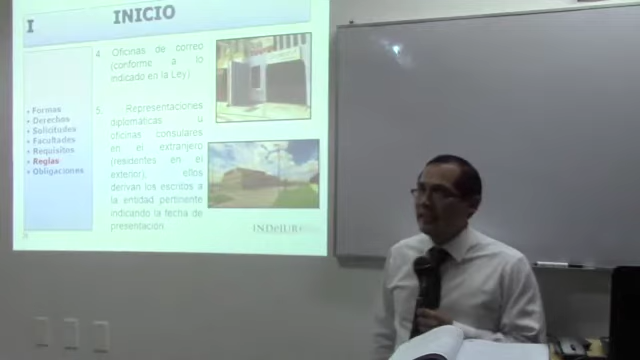 I INICIO
4. Oficinas de correo
(conforme a lo
indicado en la Ley)
• Formas
• Derechos
• Solicitudes
• Facultades
• Requisitos
• Reglas
• Obligaciones
5. Representaciones
diplomáticas u
oficinas consulares
en el extranjero
(residentes en el
exterior), ellos
derivan los escritos a
la entidad pertinente
indicando la fecha de
presentación.